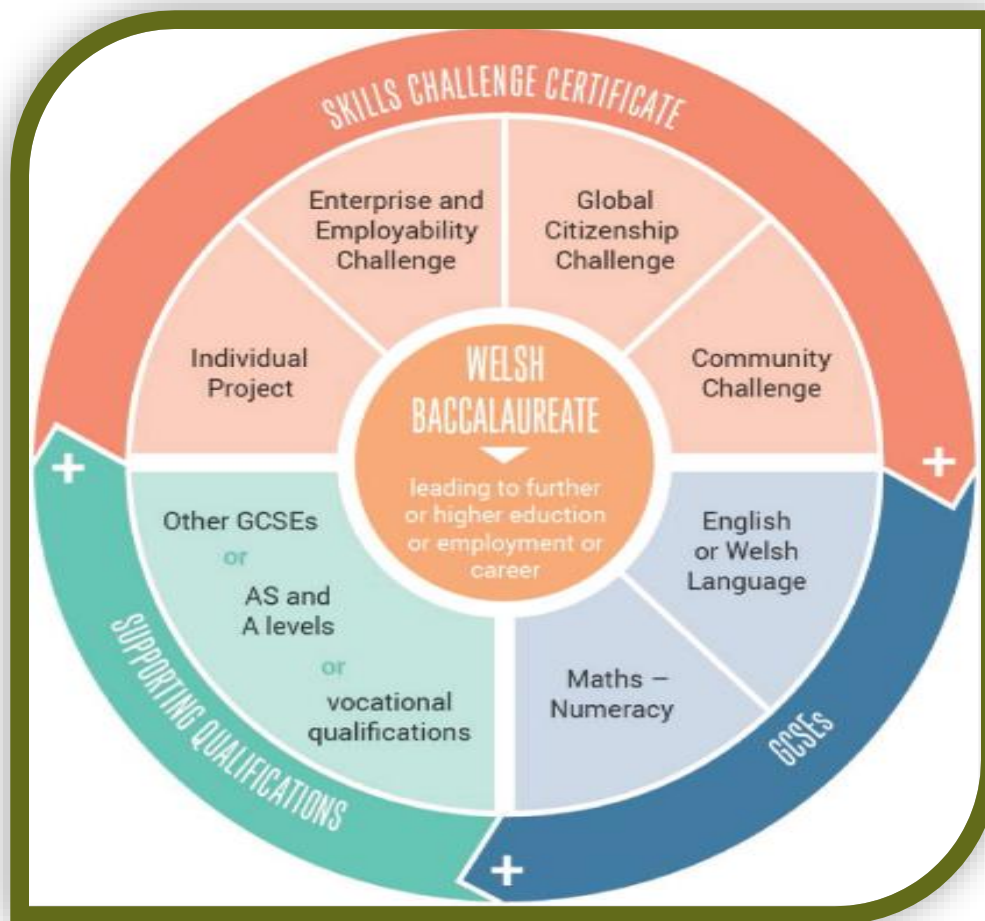 SKILLS CHALLENGE CERTIFICATE
Enterprise and
Employability
Challenge
Global
Citizenship
Challenge
Individual
Project
Community
Challenge
WELSH
BACCALAUREATE
leading to further
or higher eduction
or employment or
career
Other GCSEs
or
AS and
A levels
or
vocational
qualifications
English
or Welsh
Language
Maths –
Numeracy
SUPPORTING QUALIFICATIONS
GCSEs
+
+
+